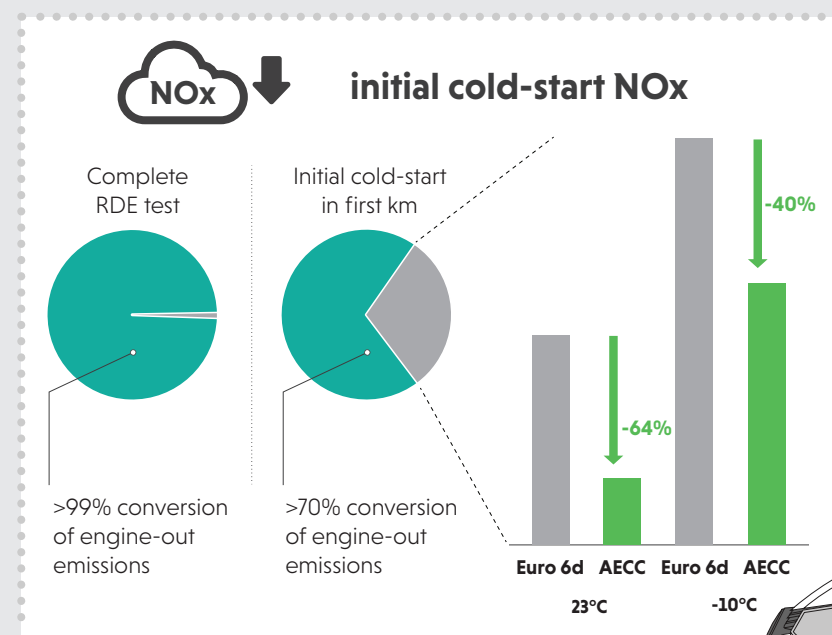 NOx
initial cold-start NOx
Complete
RDE test
Initial cold-start
in first km
>99% conversion
of engine-out
emissions
>70% conversion
of engine-out
emissions
-64%
-40%
Euro 6d AECC Euro 6d AECC
23°C -10°C